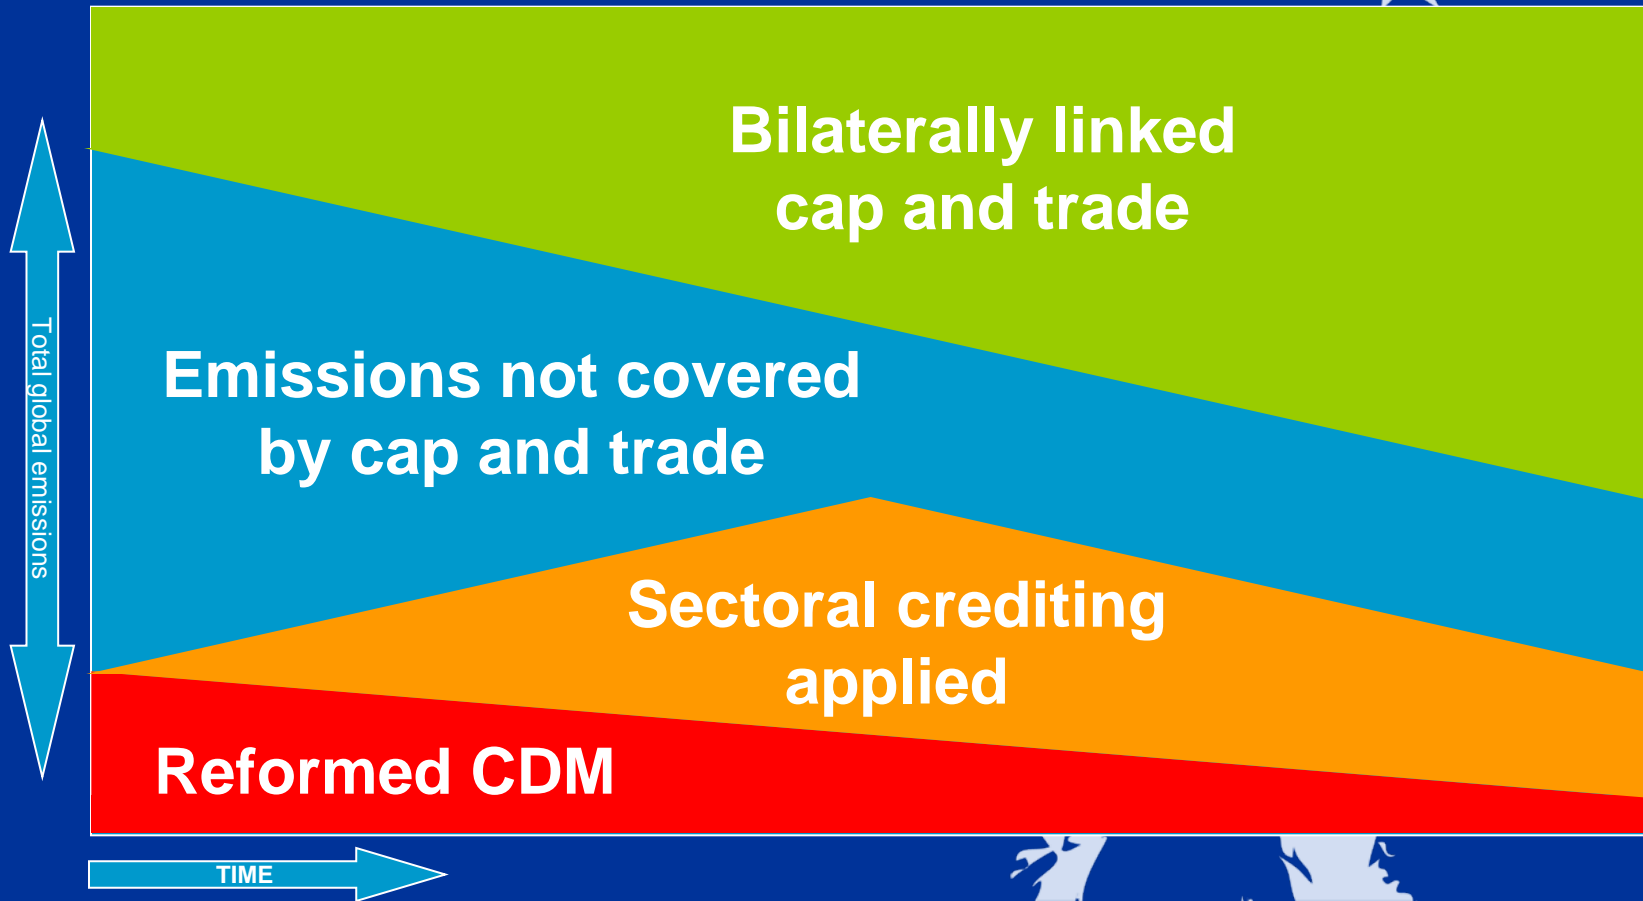 Bilaterally linked
cap and trade
Total global emissions
Emissions not covered
by cap and trade
Sectoral crediting
applied
Reformed CDM
TIME